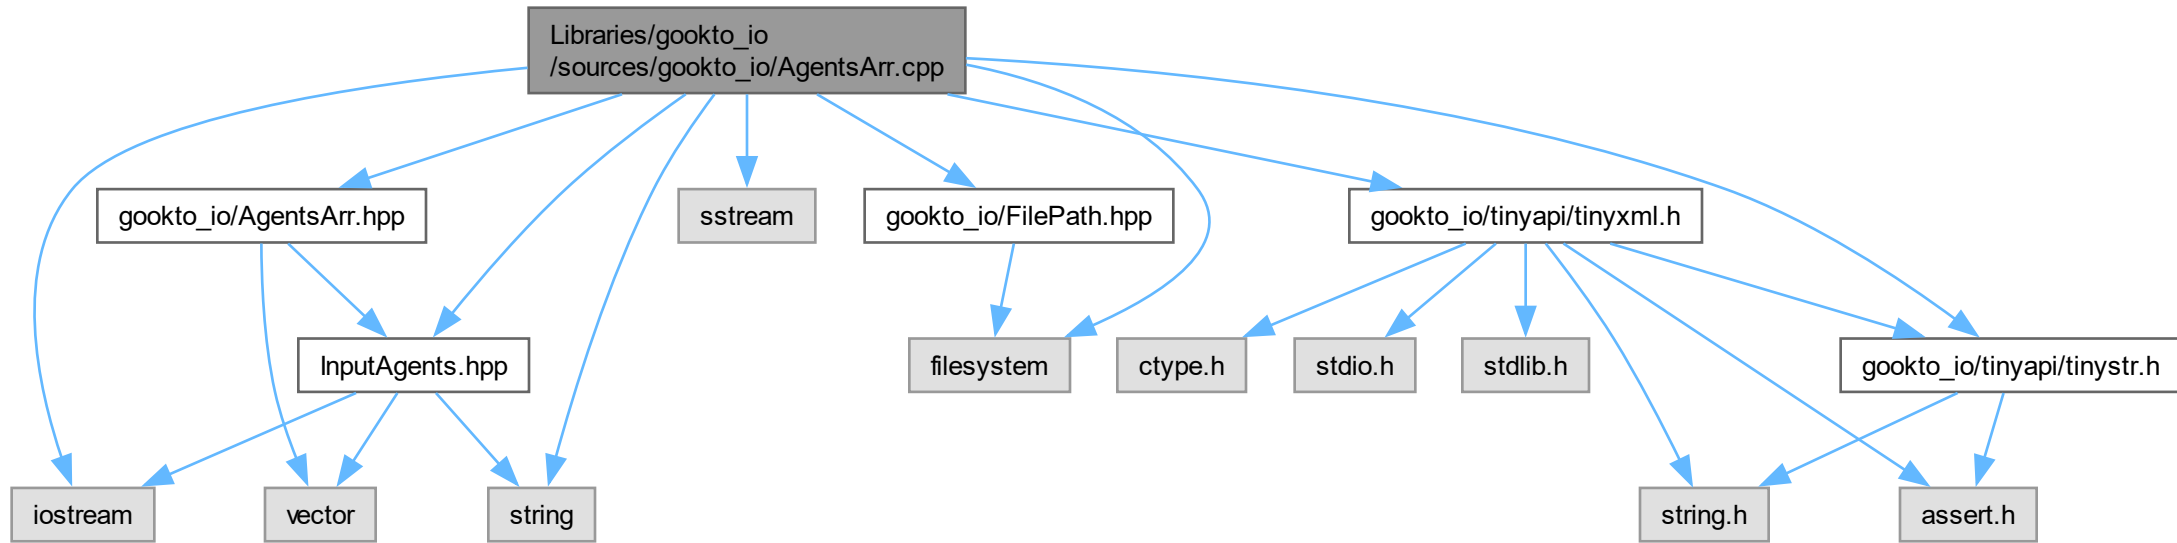 Libraries/gookto_io
/sources/gookto_io/AgentsArr.cpp
gookto_io/AgentsArr.hpp
sstream
gookto_io/FilePath.hpp
gookto_io/tinyapi/tinyxml.h
InputAgents.hpp
filesystem
ctype.h
stdio.h
stdlib.h
gookto_io/tinyapi/tinystr.h
iostream
vector
string
string.h
assert.h